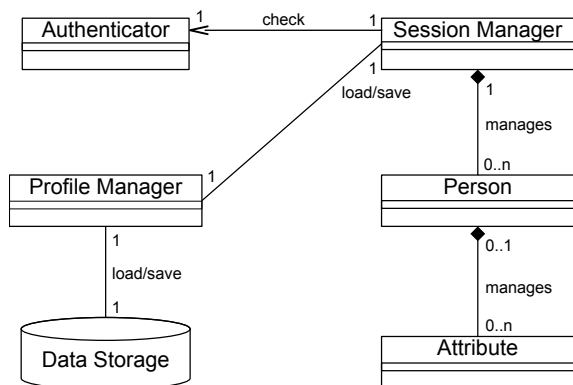 1 check 1
Authenticator Session Manager
1
load/save
1
manages
1 0..n
Profile Manager Person
1
0..1
load/save
manages
1
0..n
Data Storage Attribute